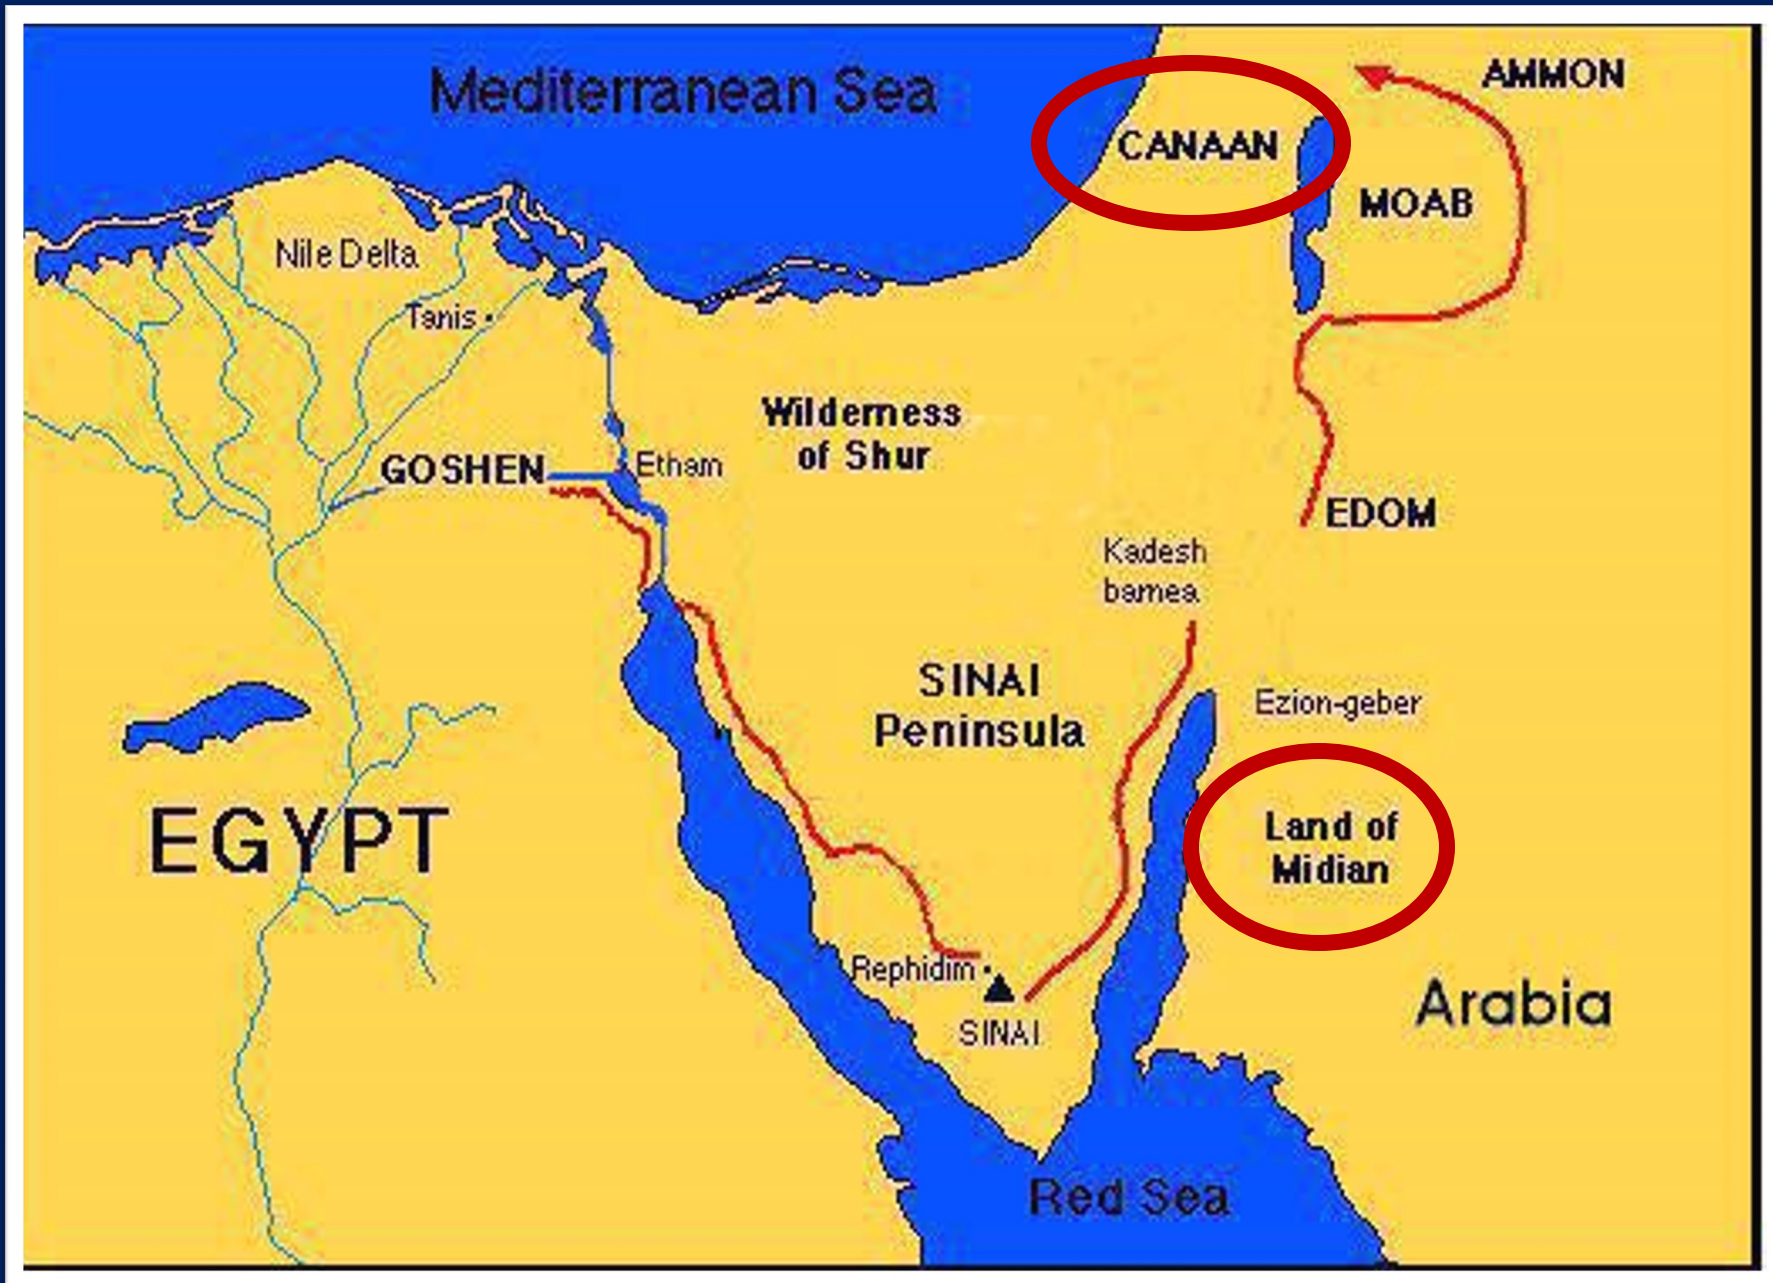 Mediterranean Sea
AMMON
CANAAN
MOAB
Nile Delta
Tanis
Wilderness
of Shur
GOSHEN
Etham
EDOM
Kadesh
barnea
SINAI
Peninsula
Ezion-geber
EGYPT
Land of
Midian
Rephidim
SINAI
Arabia
Red Sea